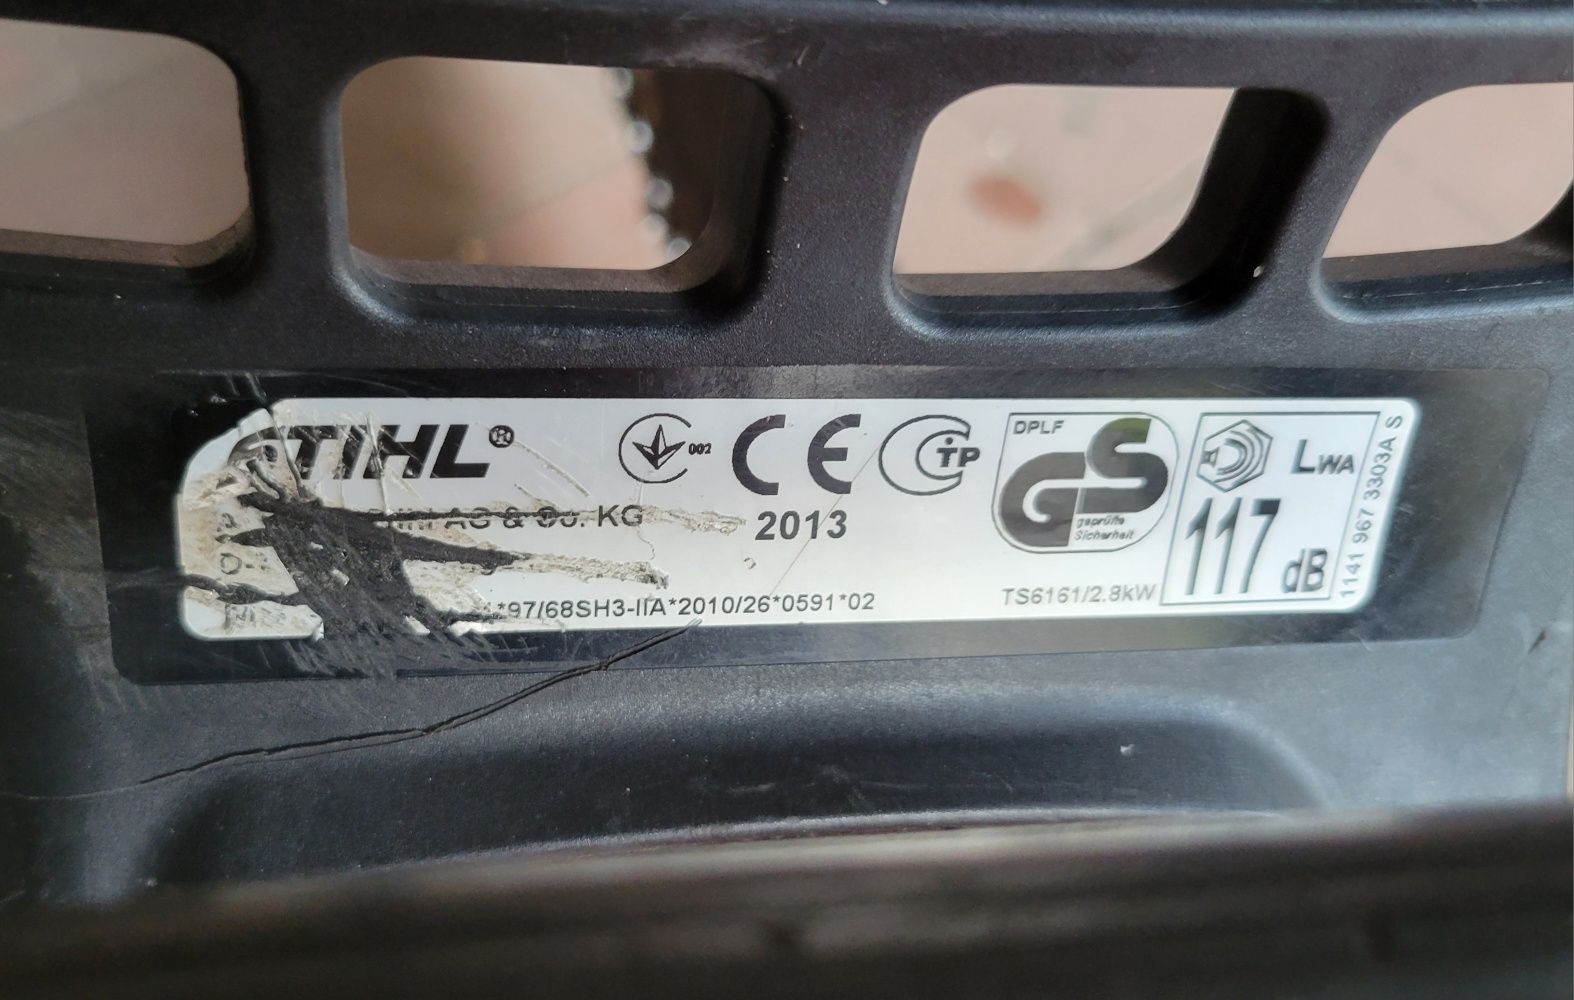 STIHL®
002
CE
DPLF
GS
geprüfte
Sicherheit
LWA
117
dB
Stihl AG & Co. KG
2013
*97/68SH3-IIA*2010/26*0591*02
TS6161/2.8kW
1141 967 3303A S